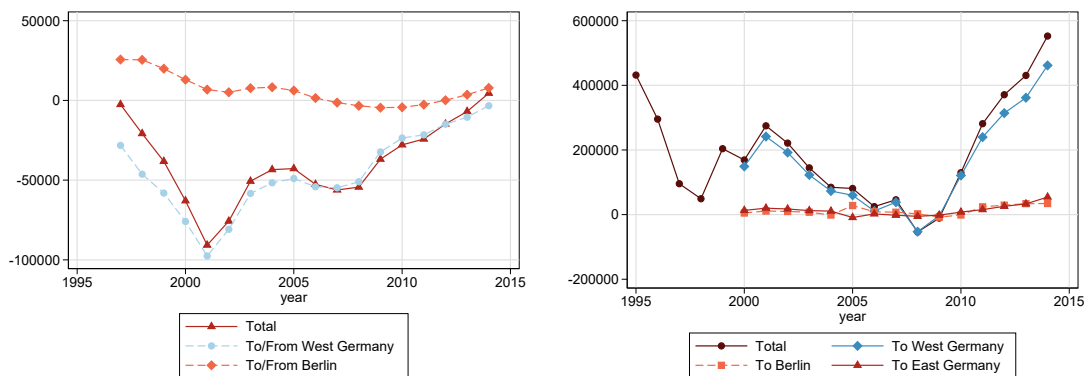 50000
0
-50000
-100000
1995
2000
2005
2010
2015
year
Total
To/From West Germany
To/From Berlin
600000
400000
200000
0
-200000
1995
2000
2005
2010
2015
year
Total
To West Germany
To Berlin
To East Germany